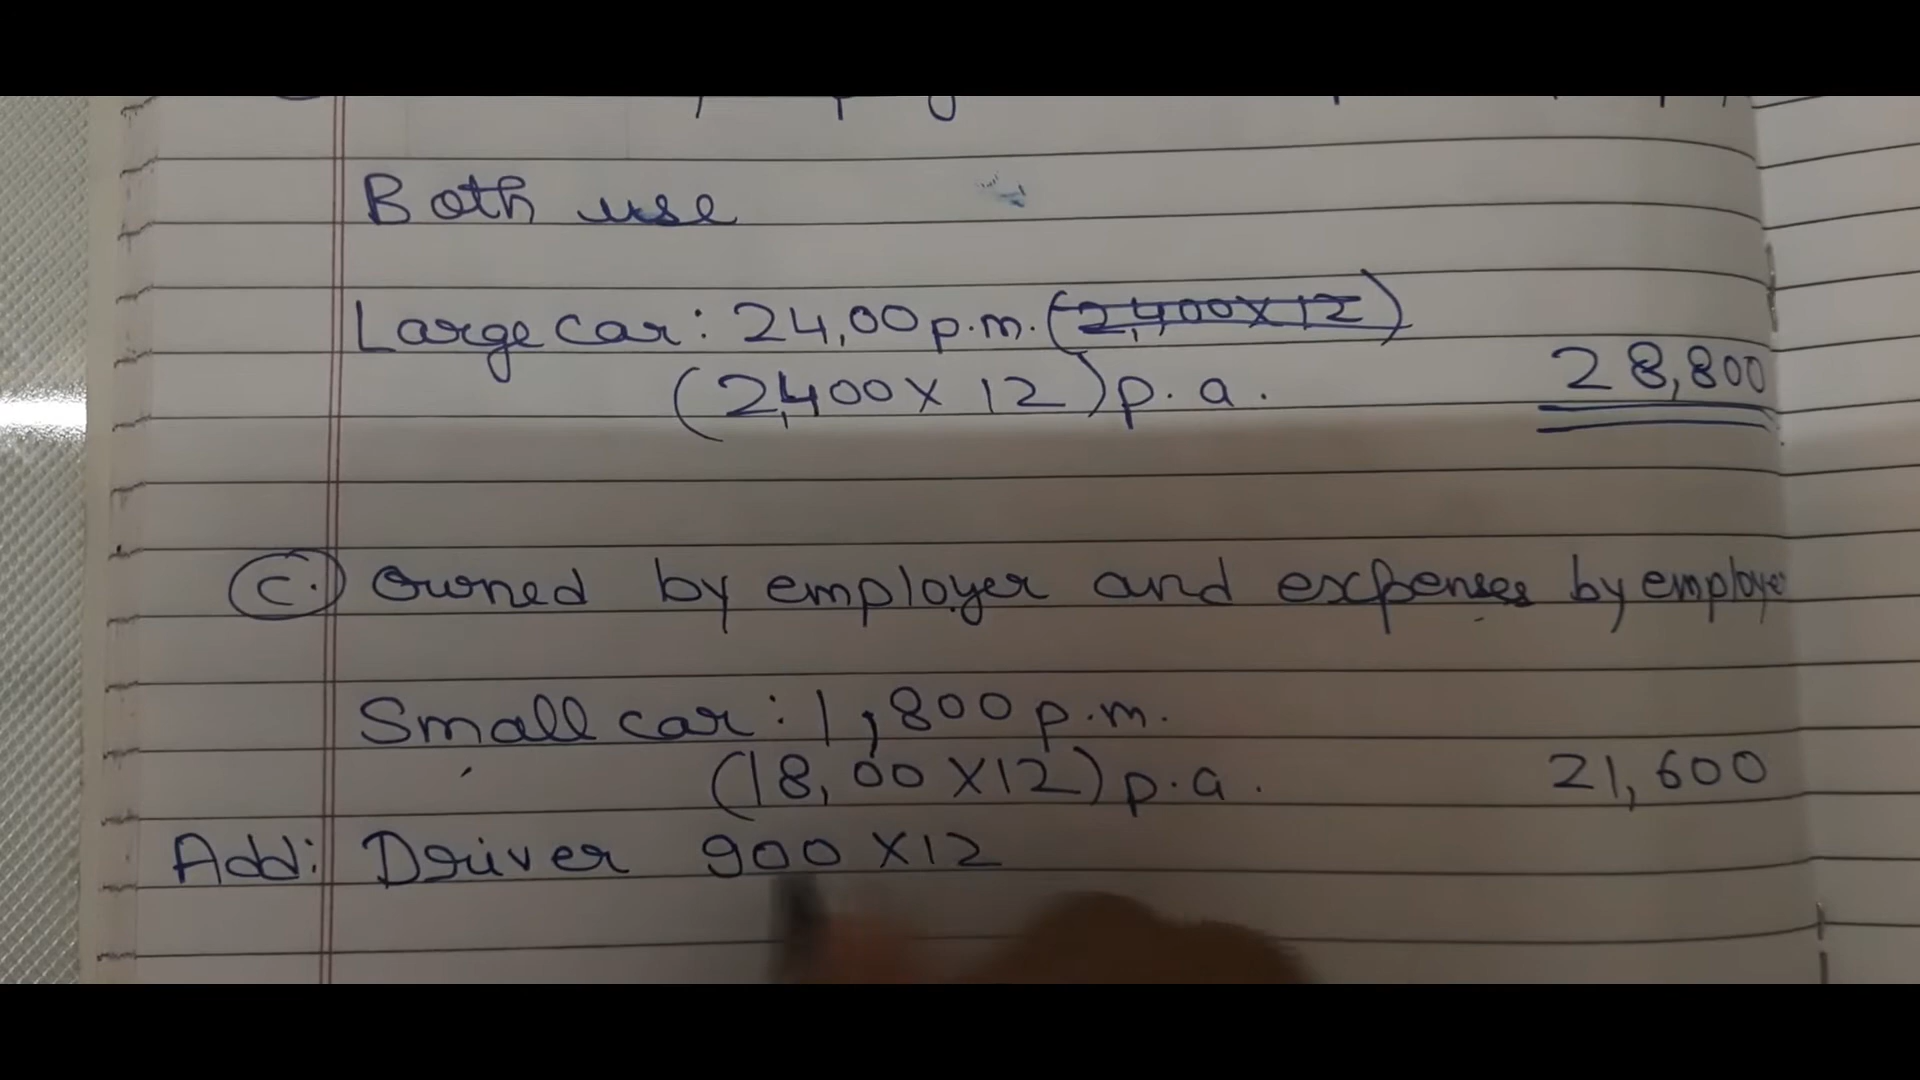 Both use
Large car: 24,00 p.m. (2,400 x 12)
(2,400 x 12) p.a. 28,800
C. owned by employer and expenses by employer
Small car: 1,800 p.m.
(18,00 x 12) p.a. 21,600
Add: Driver 900 x 12